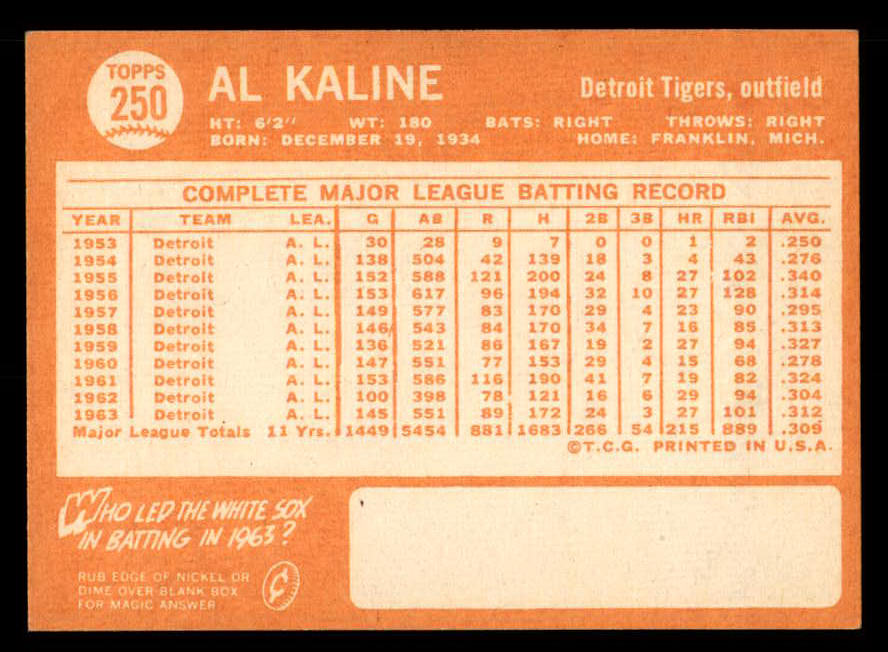 TOPPS
250
AL KALINE
Detroit Tigers, outfield
HT: 6'2" WT: 180 BATS: RIGHT THROWS: RIGHT
BORN: DECEMBER 19, 1934 HOME: FRANKLIN, MICH.
COMPLETE MAJOR LEAGUE BATTING RECORD
YEAR TEAM LEA. G AB R H 2B 3B HR RBI AVG.
1953 Detroit A. L. 30 28 9 7 0 0 1 2 .250
1954 Detroit A. L. 138 504 42 139 18 3 4 43 .276
1955 Detroit A. L. 152 588 121 200 24 8 27 102 .340
1956 Detroit A. L. 153 617 96 194 32 10 27 128 .314
1957 Detroit A. L. 149 577 83 170 29 4 23 90 .295
1958 Detroit A. L. 146 543 84 170 34 7 16 85 .313
1959 Detroit A. L. 136 521 86 167 19 2 27 94 .327
1960 Detroit A. L. 147 551 77 153 29 4 15 68 .278
1961 Detroit A. L. 153 586 116 190 41 7 19 82 .324
1962 Detroit A. L. 100 398 78 121 16 6 29 94 .304
1963 Detroit A. L. 145 551 89 172 24 3 27 101 .312
Major League Totals 11 Yrs. 1449 5454 881 1683 266 54 215 889 .309
©T.C.G. PRINTED IN U.S.A.
WHO LED THE WHITE SOX
IN BATTING IN 1963?
RUB EDGE OF NICKEL OR
DIME OVER BLANK BOX
FOR MAGIC ANSWER
¢